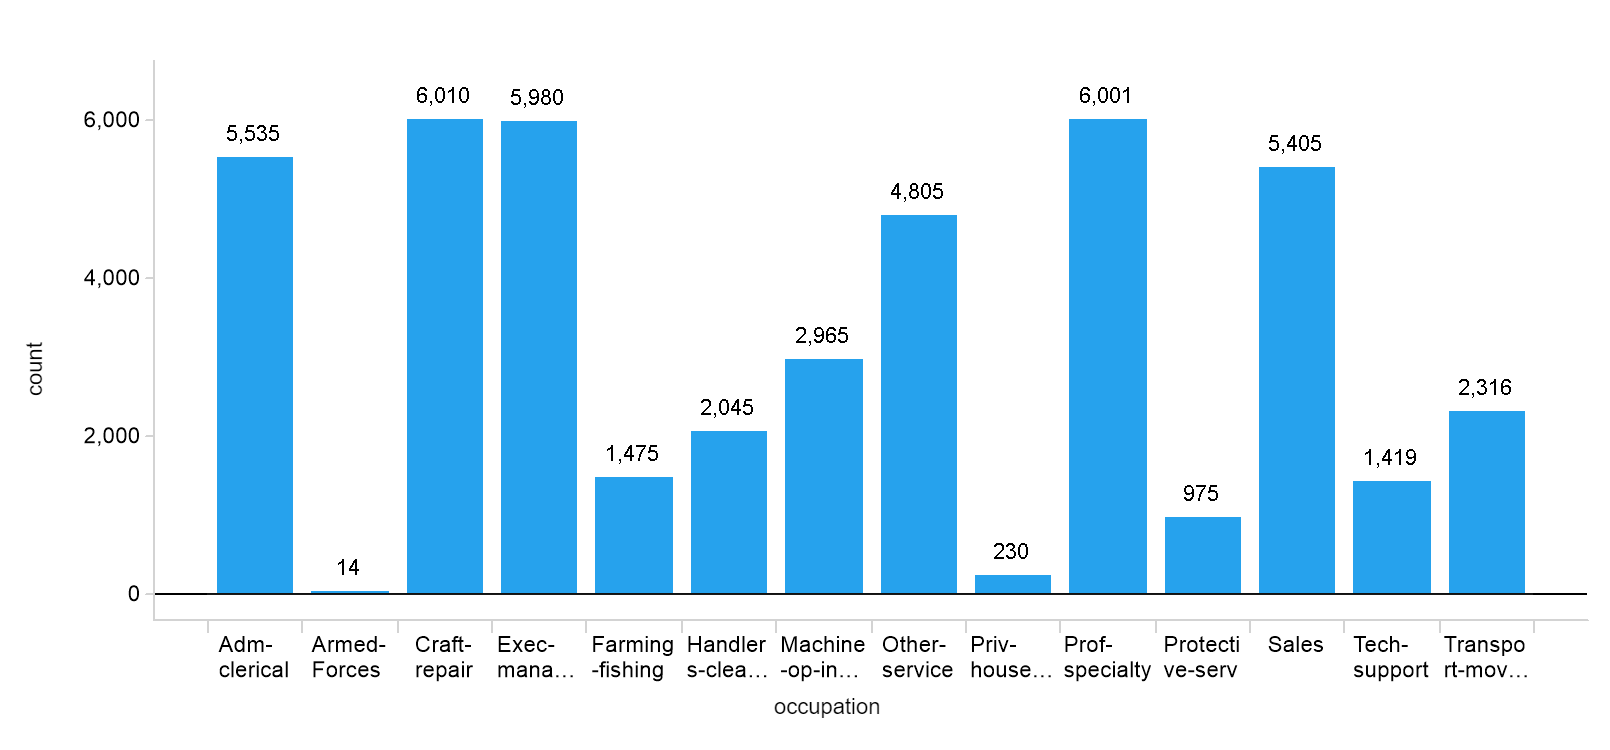 6,010
5,980
6,001
6,000
5,535
5,405
4,805
4,000
2,965
count
2,316
2,045
2,000
1,475
1,419
975
230
14
0
Adm-
clerical
Armed-
Forces
Craft-
repair
Exec-
mana…
Farming
-fishing
Handler
s-clea…
Machine
-op-in…
Other-
service
Priv-
house…
Prof-
specialty
Protecti
ve-serv
Sales
Tech-
support
Transpo
rt-mov…
occupation